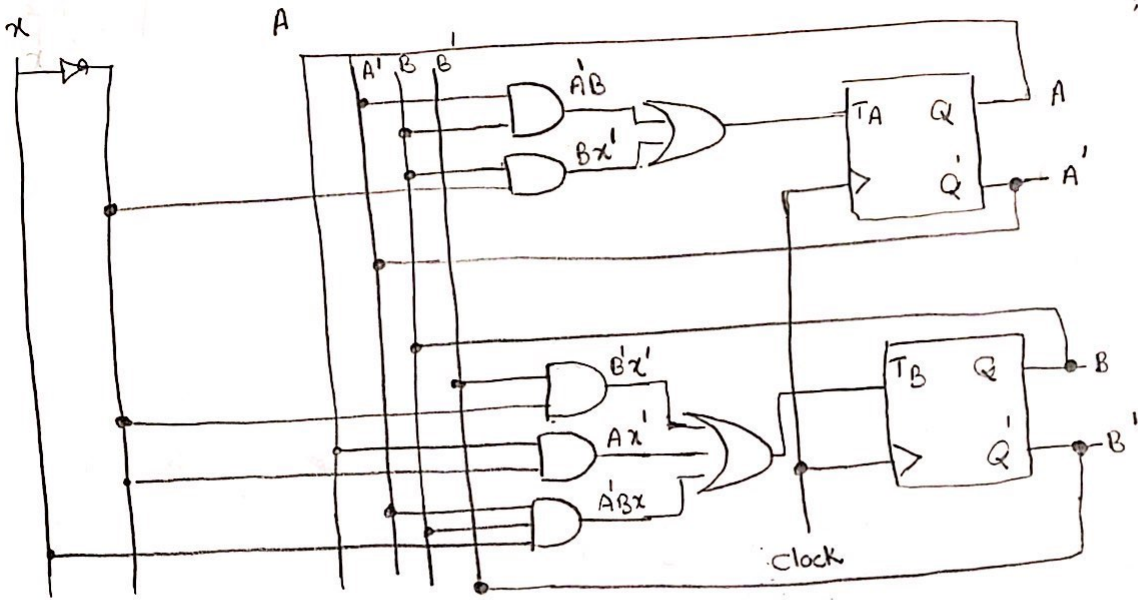 x A
A' B B'
A'B
Bx'
TA Q A
Q' A'
B'x'
Ax'
A'Bx
TB Q B
Q' B'
Clock